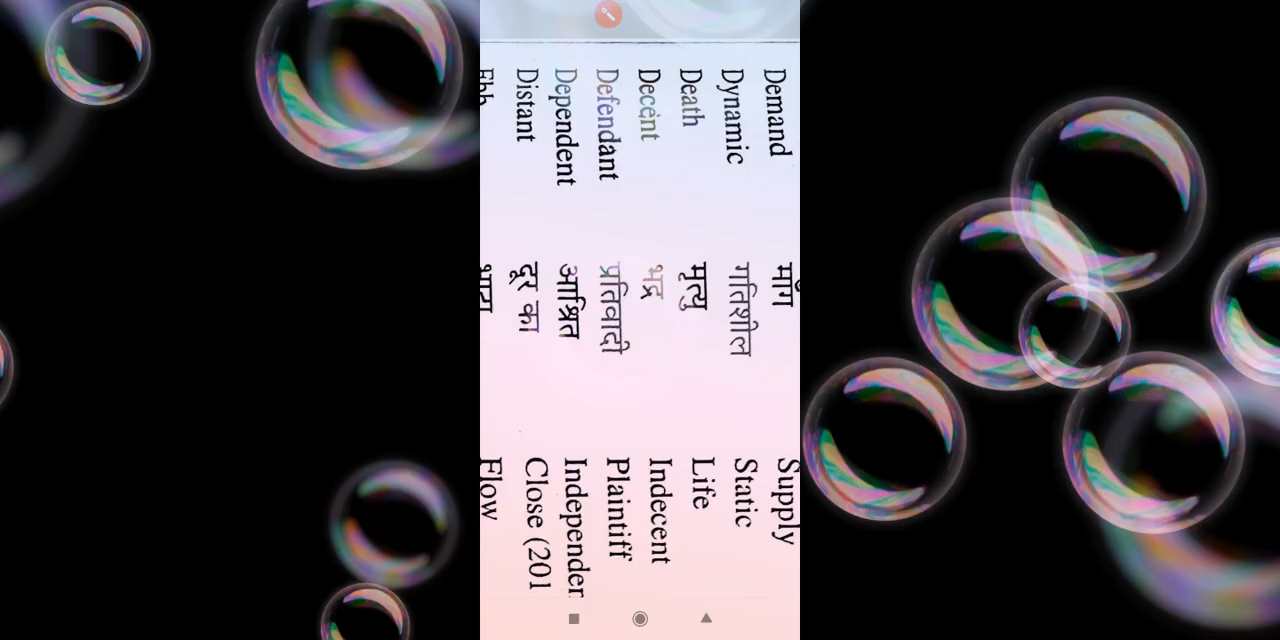 Demand माँग Supply
Dynamic गतिशील Static
Death मृत्यु Life
Decent भद्र Indecent
Defendant प्रतिवादी Plaintiff
Dependent आश्रित Independen
Distant दूर का Close (201
Flow